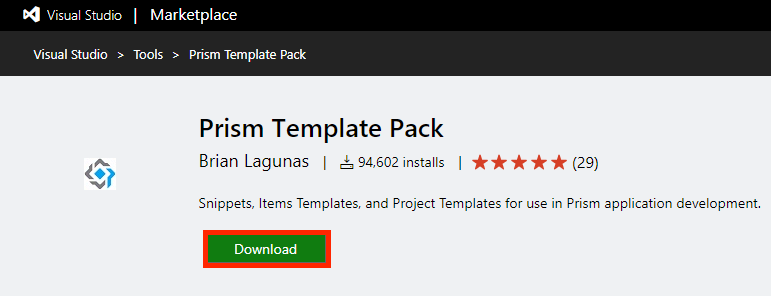 Visual Studio | Marketplace
Visual Studio > Tools > Prism Template Pack
Prism Template Pack
Brian Lagunas | 94,602 installs | (29)
Snippets, Items Templates, and Project Templates for use in Prism application development.
Download